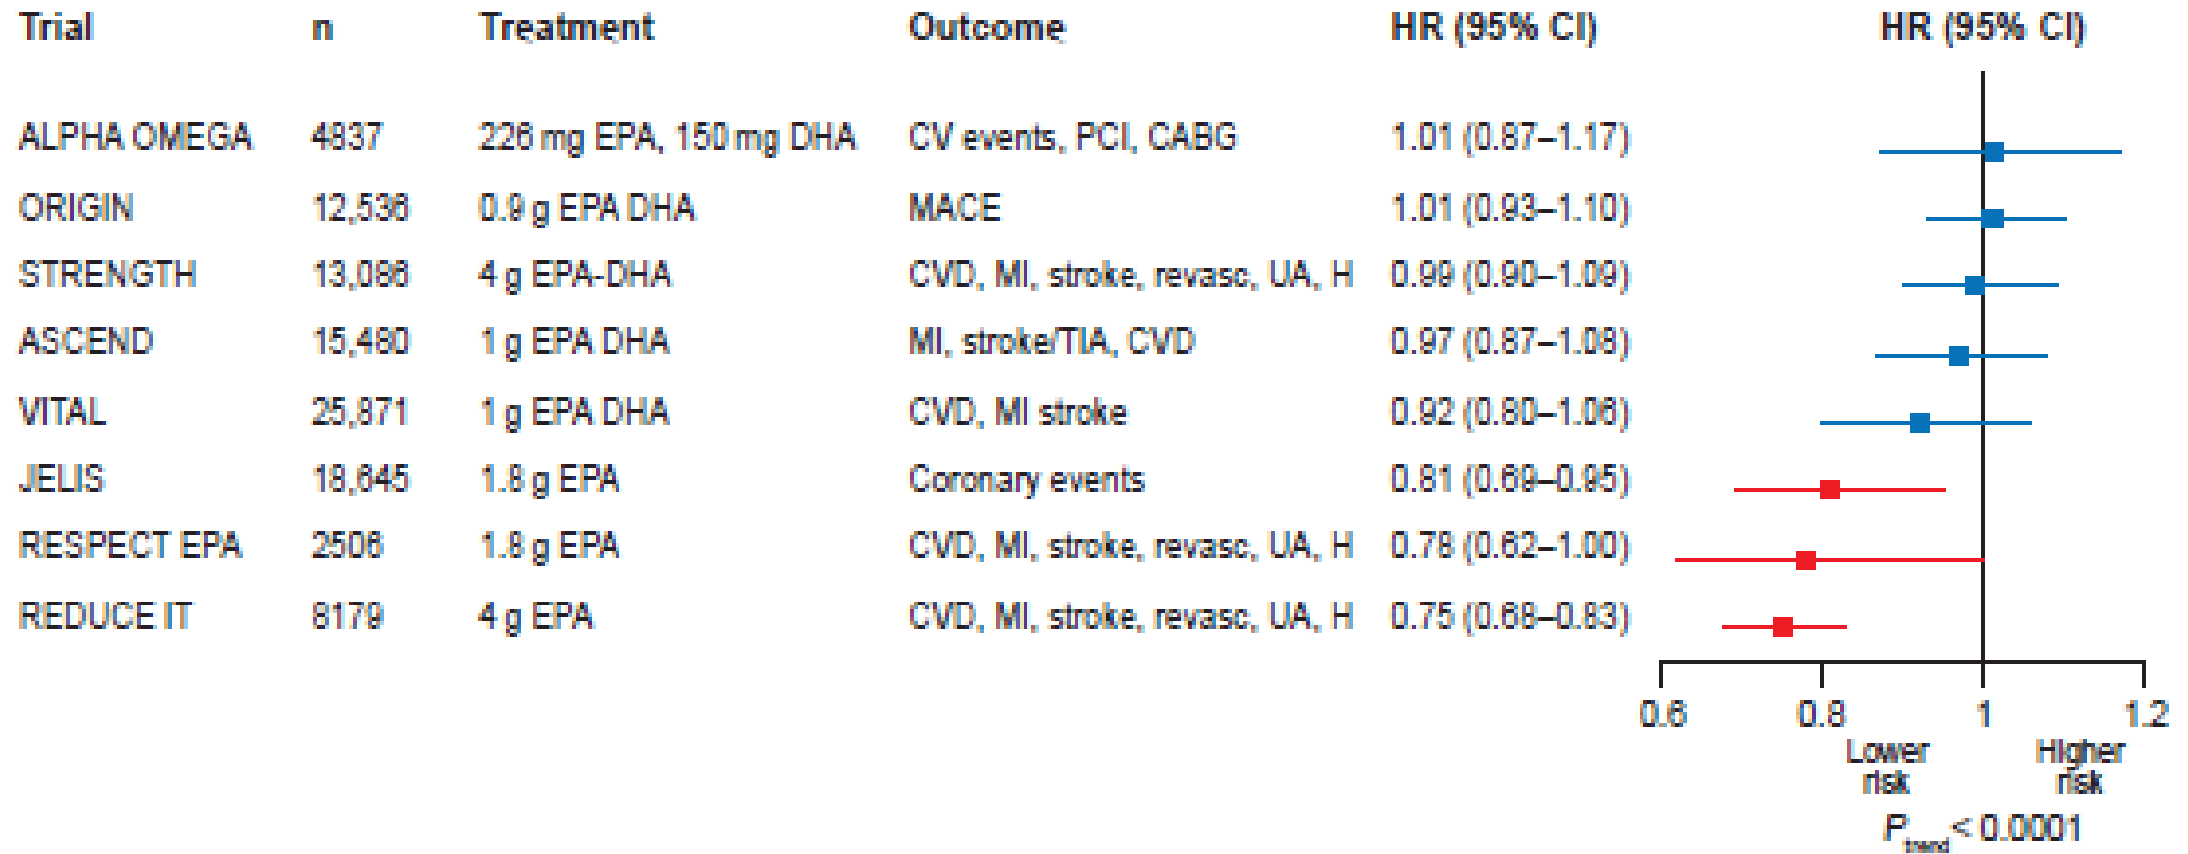 Trial n Treatment Outcome HR (95% CI) HR (95% CI)
ALPHA OMEGA 4837 226 mg EPA, 150 mg DHA CV events, PCI, CABG 1.01 (0.87–1.17)
ORIGIN 12,536 0.9 g EPA DHA MACE 1.01 (0.93–1.10)
STRENGTH 13,086 4 g EPA-DHA CVD, MI, stroke, revasc, UA, H 0.99 (0.90–1.09)
ASCEND 15,480 1 g EPA DHA MI, stroke/TIA, CVD 0.97 (0.87–1.08)
VITAL 25,871 1 g EPA DHA CVD, MI stroke 0.92 (0.80–1.06)
JELIS 18,645 1.8 g EPA Coronary events 0.81 (0.69–0.95)
RESPECT EPA 2506 1.8 g EPA CVD, MI, stroke, revasc, UA, H 0.78 (0.62–1.00)
REDUCE IT 8179 4 g EPA CVD, MI, stroke, revasc, UA, H 0.75 (0.68–0.83)
0.6 0.8 1 1.2
Lower Higher
risk risk
P trend < 0.0001